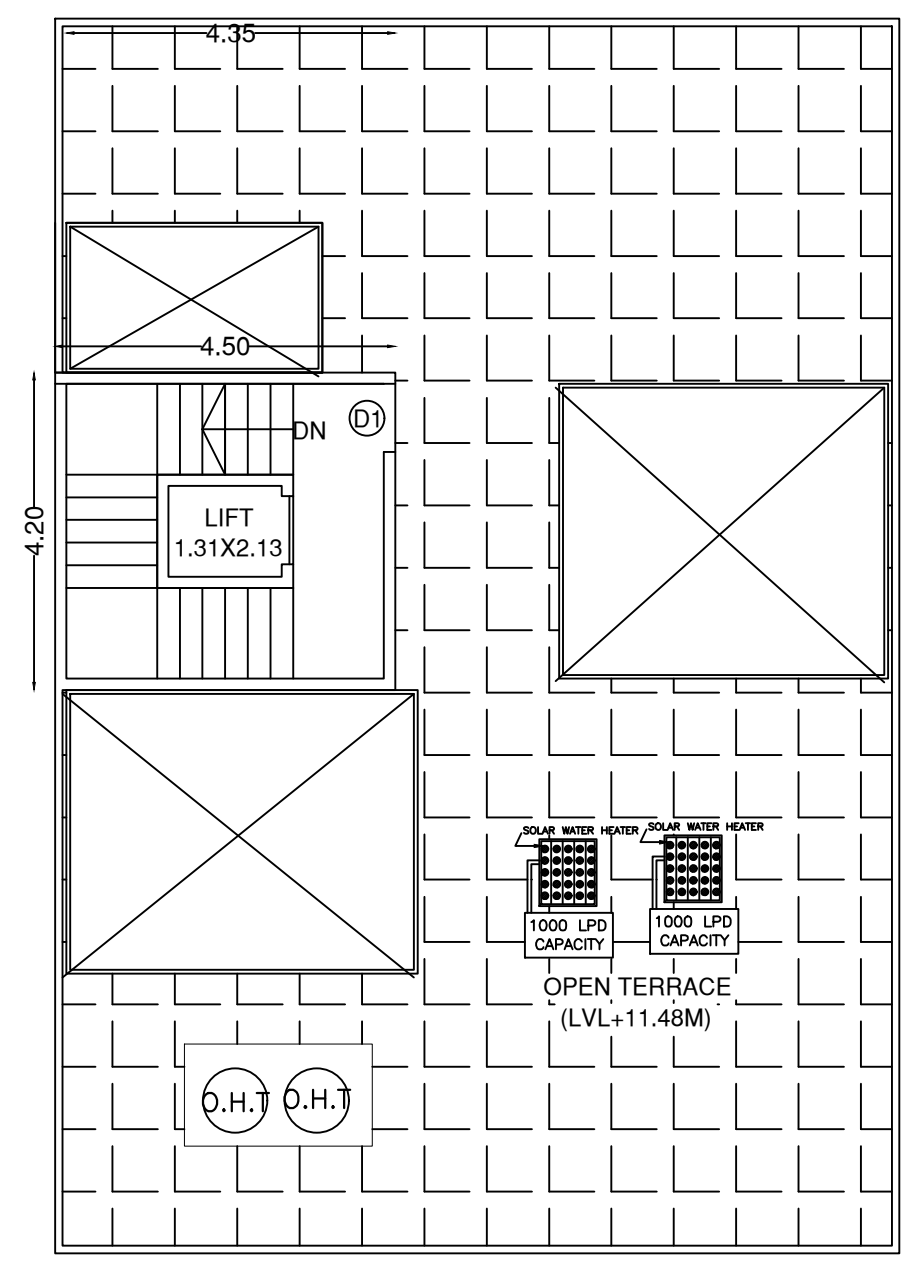 4.35
4.50
D1
DN
4.20
LIFT
1.31X2.13
SOLAR WATER HEATER
SOLAR WATER HEATER
1000 LPD
CAPACITY
1000 LPD
CAPACITY
OPEN TERRACE
(LVL+11.48M)
O.H.T
O.H.T